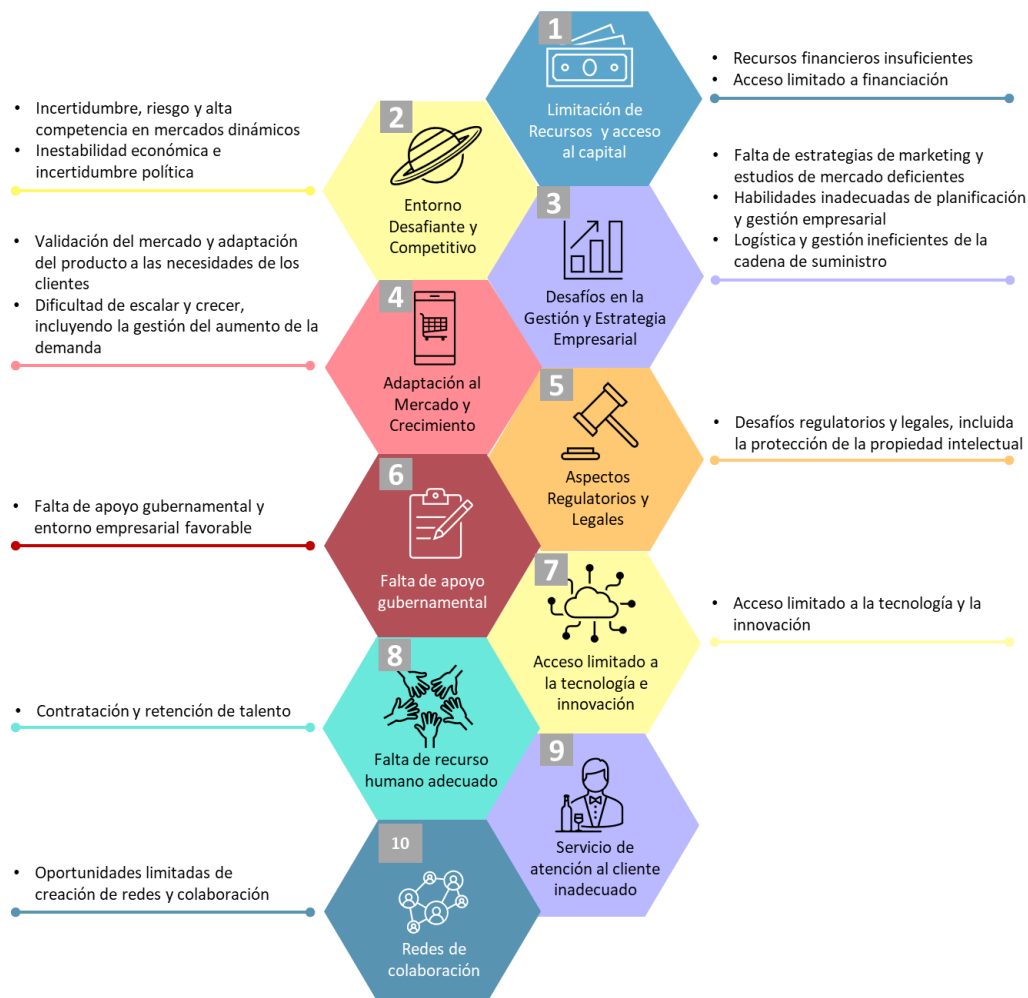 1
Limitación de
Recursos y acceso
al capital
• Recursos financieros insuficientes
• Acceso limitado a financiación
2
Entorno
Desafiante y
Competitivo
• Incertidumbre, riesgo y alta
competencia en mercados dinámicos
• Inestabilidad económica e
incertidumbre política
3
Desafíos en la
Gestión y Estrategia
Empresarial
• Falta de estrategias de marketing y
estudios de mercado deficientes
• Habilidades inadecuadas de planificación
y gestión empresarial
• Logística y gestión ineficientes de la
cadena de suministro
4
Adaptación al
Mercado y
Crecimiento
• Validación del mercado y adaptación
del producto a las necesidades de los
clientes
• Dificultad de escalar y crecer,
incluyendo la gestión del aumento de la
demanda
5
Aspectos
Regulatorios y
Legales
• Desafíos regulatorios y legales, incluida
la protección de la propiedad intelectual
6
Falta de apoyo
gubernamental
• Falta de apoyo gubernamental y
entorno empresarial favorable
7
Acceso limitado a
la tecnología e
innovación
• Acceso limitado a la tecnología y la
innovación
8
Falta de recurso
humano adecuado
• Contratación y retención de talento
9
Servicio de
atención al cliente
inadecuado
10
Redes de
colaboración
• Oportunidades limitadas de
creación de redes y colaboración